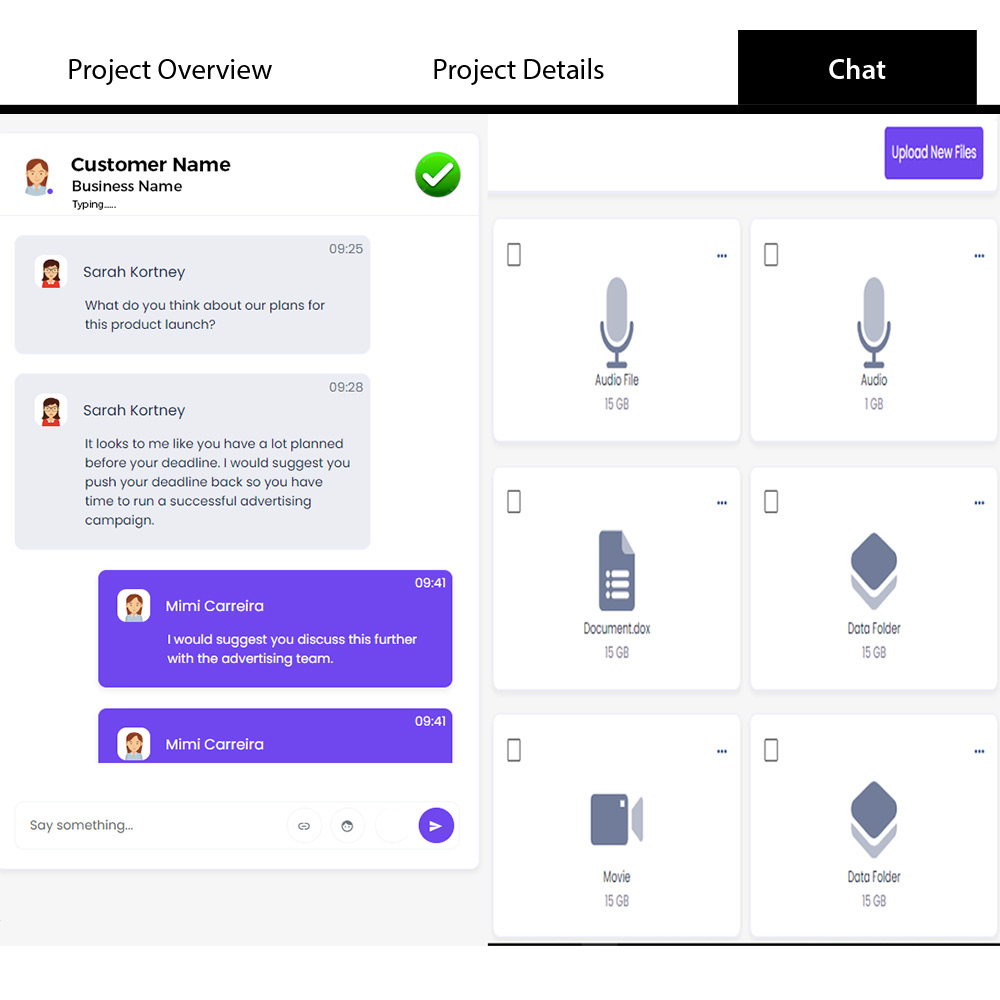 Project Overview
Project Details
Chat
Customer Name
Business Name
Typing.....
09:25
Sarah Kortney
What do you think about our plans for
this product launch?
09:28
Sarah Kortney
It looks to me like you have a lot planned
before your deadline. I would suggest you
push your deadline back so you have
time to run a successful advertising
campaign.
09:41
Mimi Carreira
I would suggest you discuss this further
with the advertising team.
09:41
Mimi Carreira
Say something...
Upload New Files
Audio File
15 GB
Audio
1 GB
Document.dox
15 GB
Data Folder
15 GB
Movie
15 GB
Data Folder
15 GB